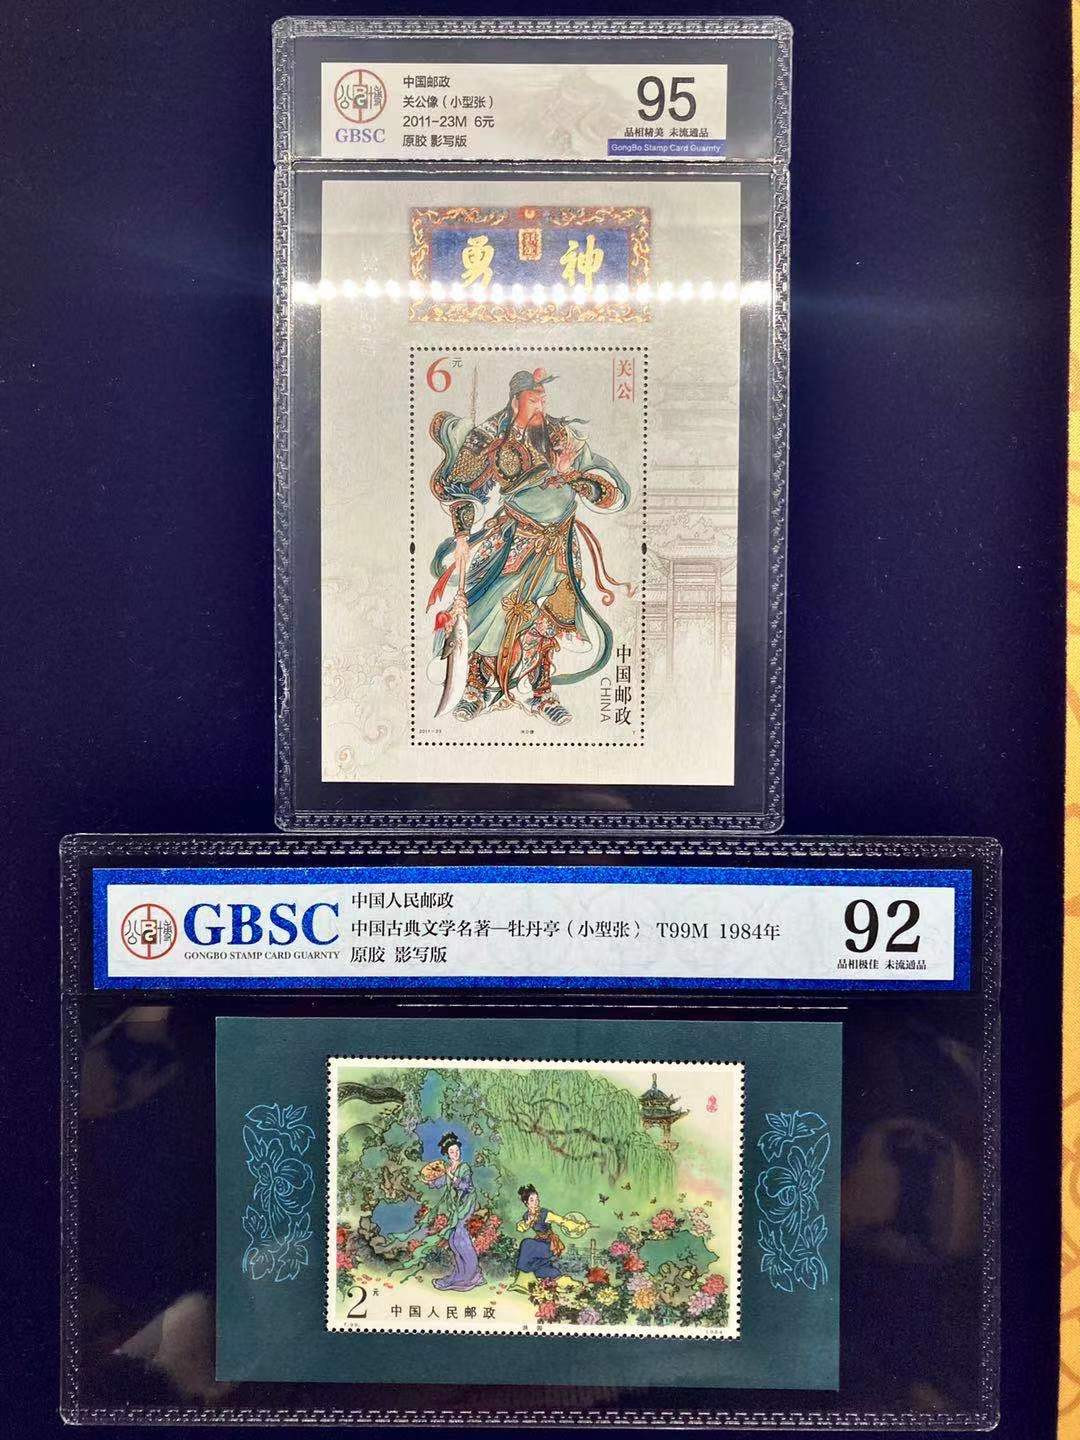 中国邮政
关公像（小型张）
2011-23M 6元
原胶 影写版
GBSC
95
品相精美 未流通品
GongBo Stamp Card Guarnty
勇 神
6元
关公
中国邮政
CHINA
2011-23
关公像
T
GBSC
GONGBO STAMP CARD GUARNTY
中国人民邮政
中国古典文学名著—牡丹亭（小型张） T99M 1984年
原胶 影写版
92
品相极佳 未流通品
2元
中国人民邮政
T.99.
1984